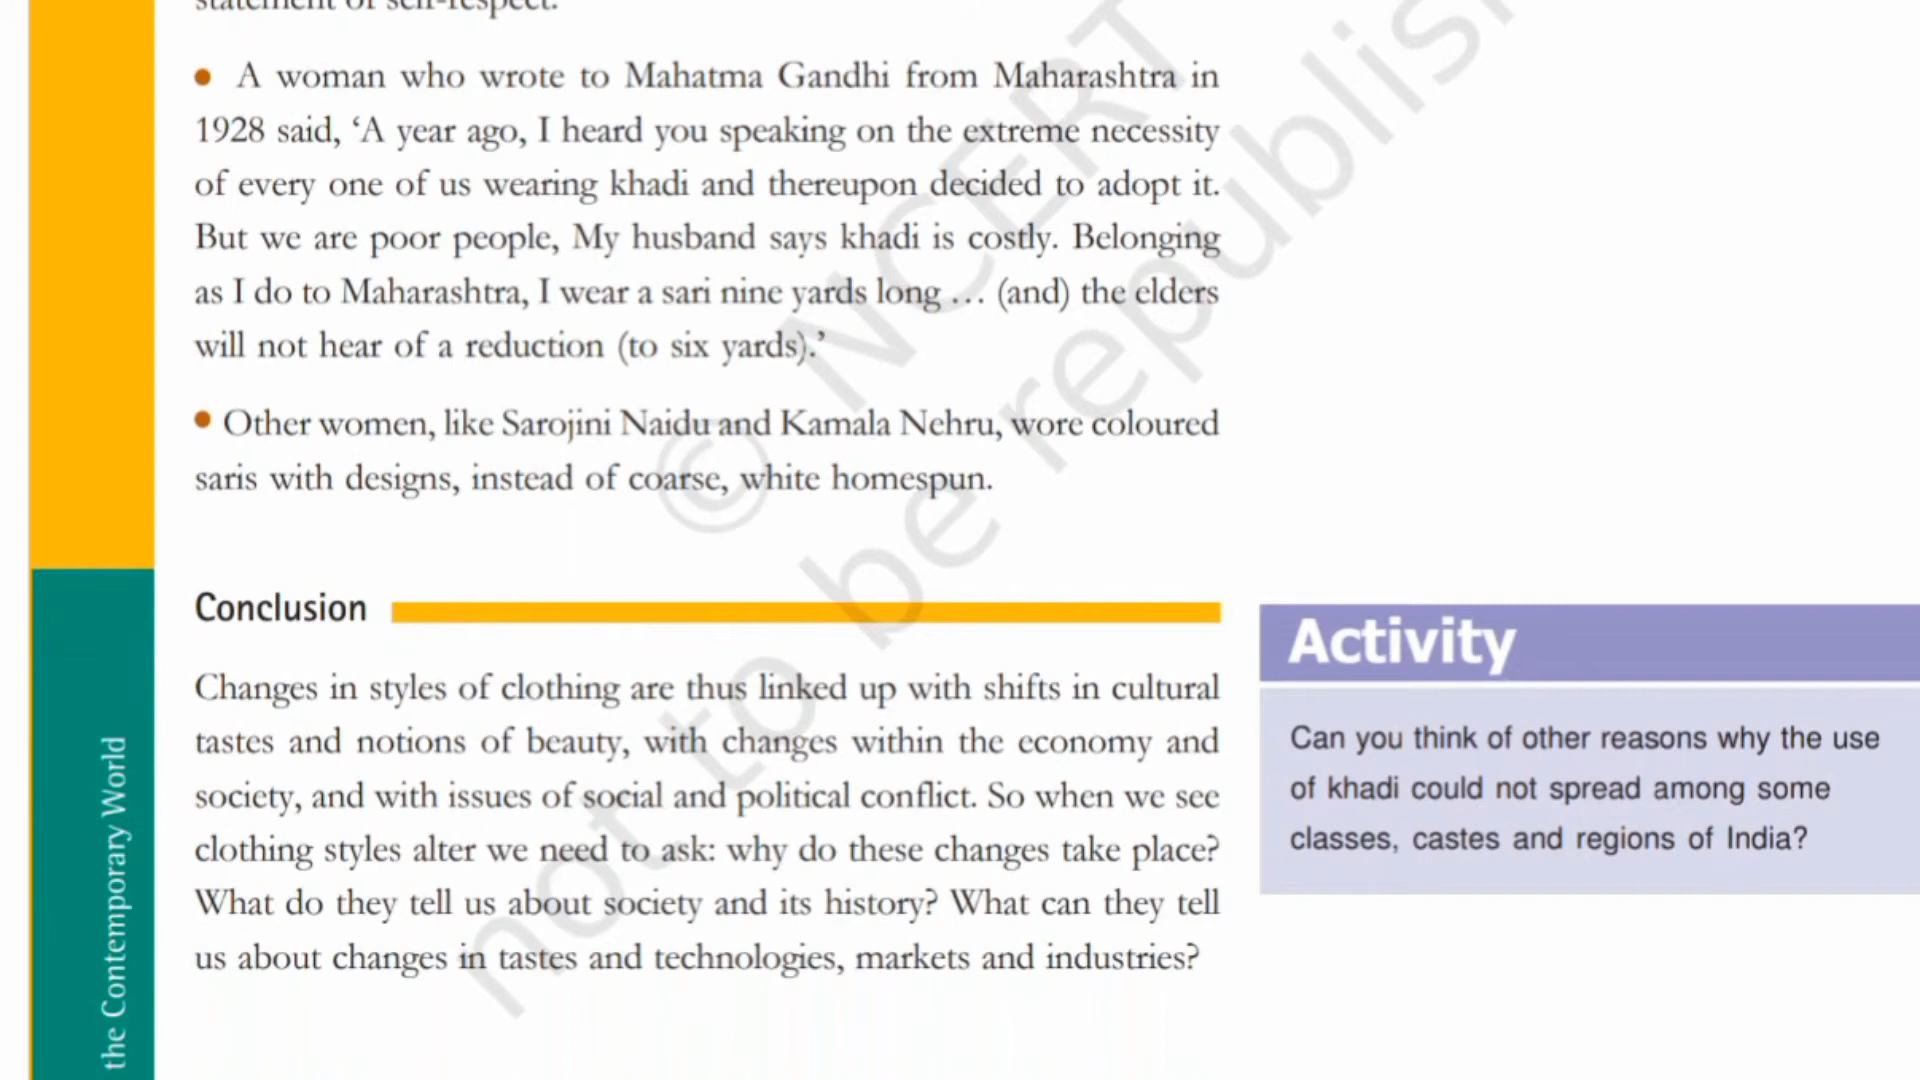 statement of self-respect.
● A woman who wrote to Mahatma Gandhi from Maharashtra in
1928 said, ‘A year ago, I heard you speaking on the extreme necessity
of every one of us wearing khadi and thereupon decided to adopt it.
But we are poor people, My husband says khadi is costly. Belonging
as I do to Maharashtra, I wear a sari nine yards long … (and) the elders
will not hear of a reduction (to six yards).’
● Other women, like Sarojini Naidu and Kamala Nehru, wore coloured
saris with designs, instead of coarse, white homespun.
Conclusion
Changes in styles of clothing are thus linked up with shifts in cultural
tastes and notions of beauty, with changes within the economy and
society, and with issues of social and political conflict. So when we see
clothing styles alter we need to ask: why do these changes take place?
What do they tell us about society and its history? What can they tell
us about changes in tastes and technologies, markets and industries?
Activity
Can you think of other reasons why the use
of khadi could not spread among some
classes, castes and regions of India?
the Contemporary World
© NCERT
not to be republis